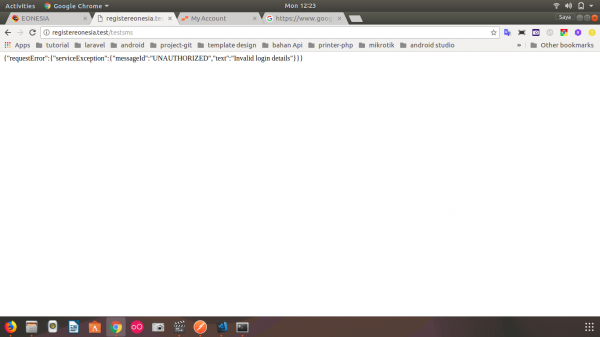 Activities Google Chrome Mon 12:23
EONESIA registereonesia.test My Account https://www.goog Saya
registereonesia.test/testsms
Apps tutorial laravel android project-git template design bahan Api printer-php mikrotik android studio » Other bookmarks
{"requestError":{"serviceException":{"messageId":"UNAUTHORIZED","text":"Invalid login details"}}}